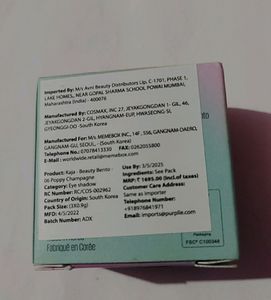 Imported By: M/s Avni Beauty Distributors Llp, C-1701, PHASE 1,
LAKE HOMES,, NEAR GOPAL SHARMA SCHOOL POWAI MUMBAI,
Maharashtra (India) - 400076
Manufactured By: COSMAX, INC 27, JEYAKGONGDAN 1- GIL, 46,
JEYAKGONGDAN 2-GIL, HYANGNAM-EUP, HWASEONG-SI,
GYEONGGI-DO -South Korea
Manufactured For: M/s MEMEBOX INC, 14F, 556, GANGNAM-DAERO,
GANGNAM-GU, SEOUL, -South Korea
Telephone No.: 07078413330 FAX: 0262055800
E-Mail : worldwide.retail@memebox.com
Product: Kaja - Beauty Bento :
06 Poppy Champagne
Category: Eye shadow
RC Number: RC/COS-002962
Country of Origin: South Korea
Pack Size: (3X0.9g)
MFG: 4/5/2022
Batch Number: ADX
Use By: 3/5/2025
Ingredients: See Pack
MRP: ₹ 1695.00 (Incl.of taxes)
Customer Care Address:
Same as Importer
Telephone Number:
+918976841971
Email: imports@purplle.com
Fabriqué en Corée
FSC® C100348